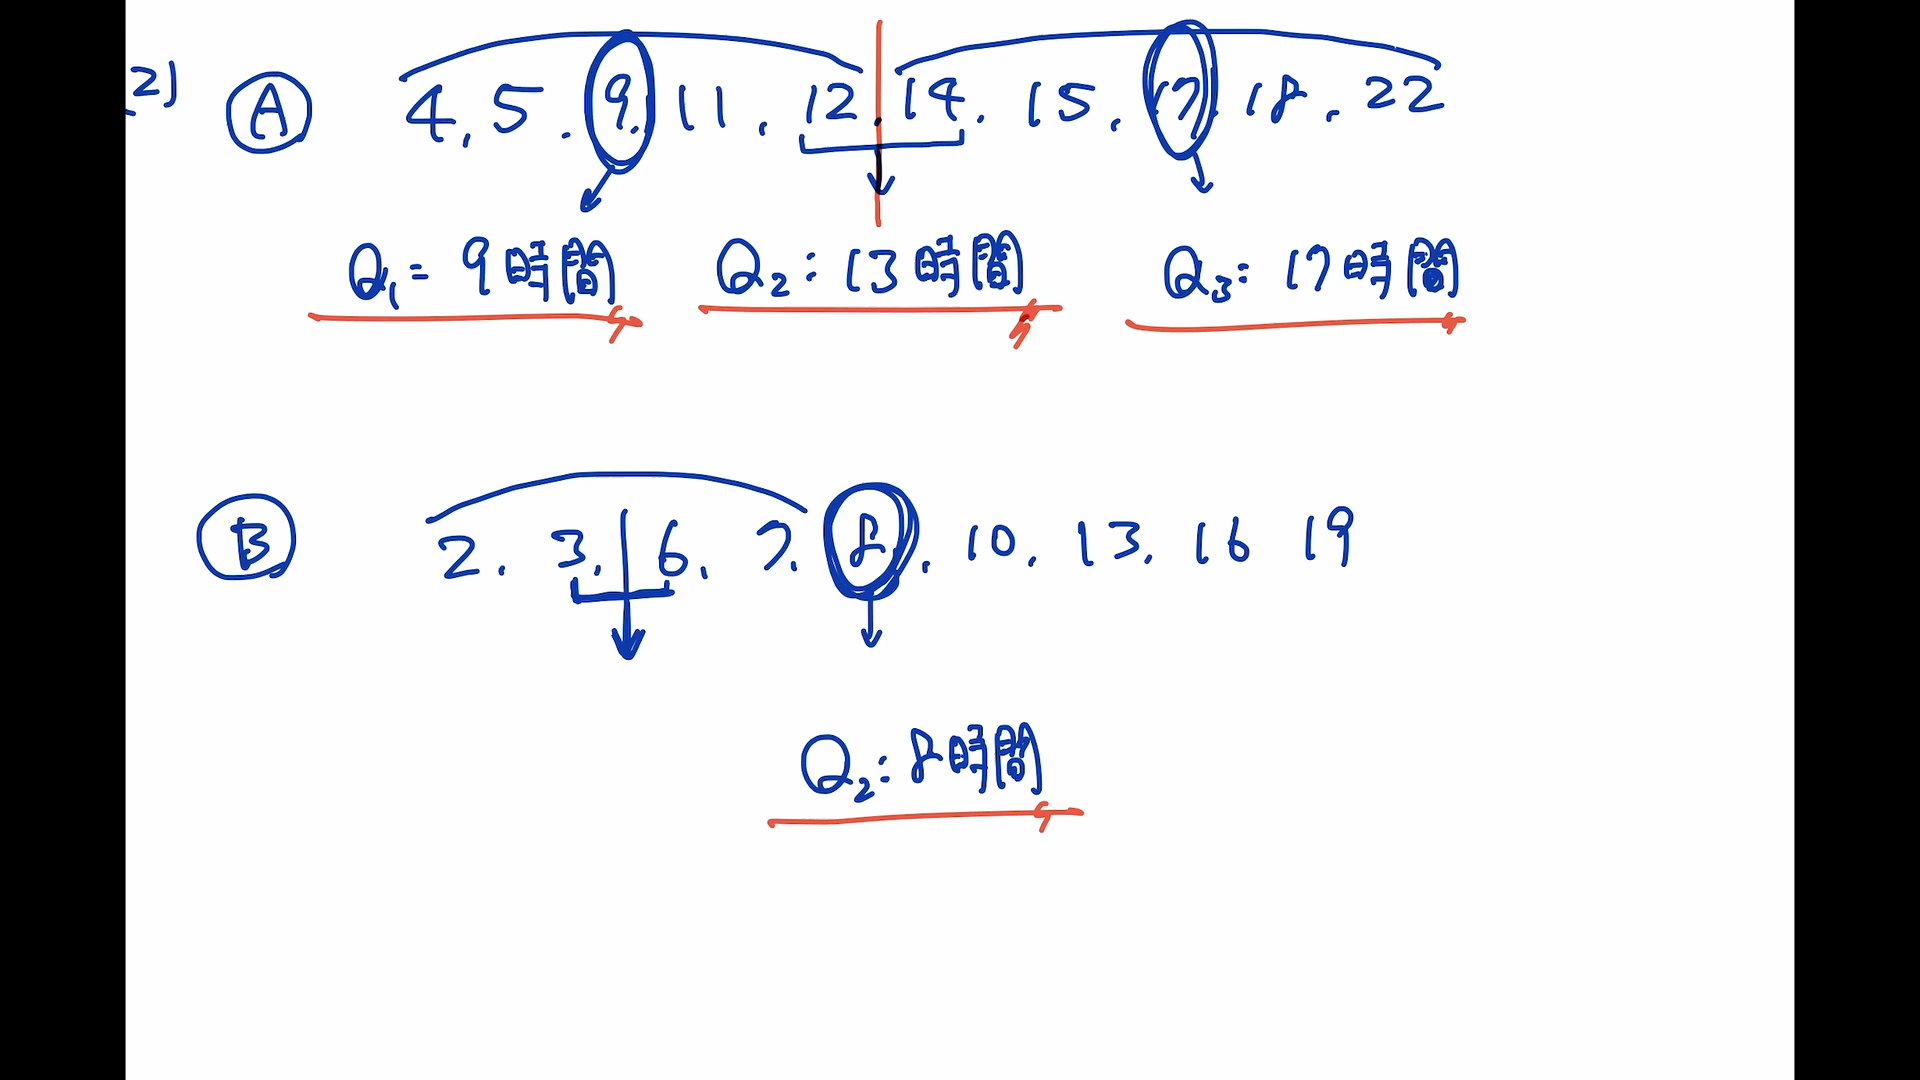 (2) Ⓐ 4, 5, 9, 11, 12, 14, 15, 17, 18, 22
Q₁ = 9時間 Q₂ : 13時間 Q₃ : 17時間
Ⓑ 2, 3, 6, 7, 8, 10, 13, 16 19
Q₂ : 8時間